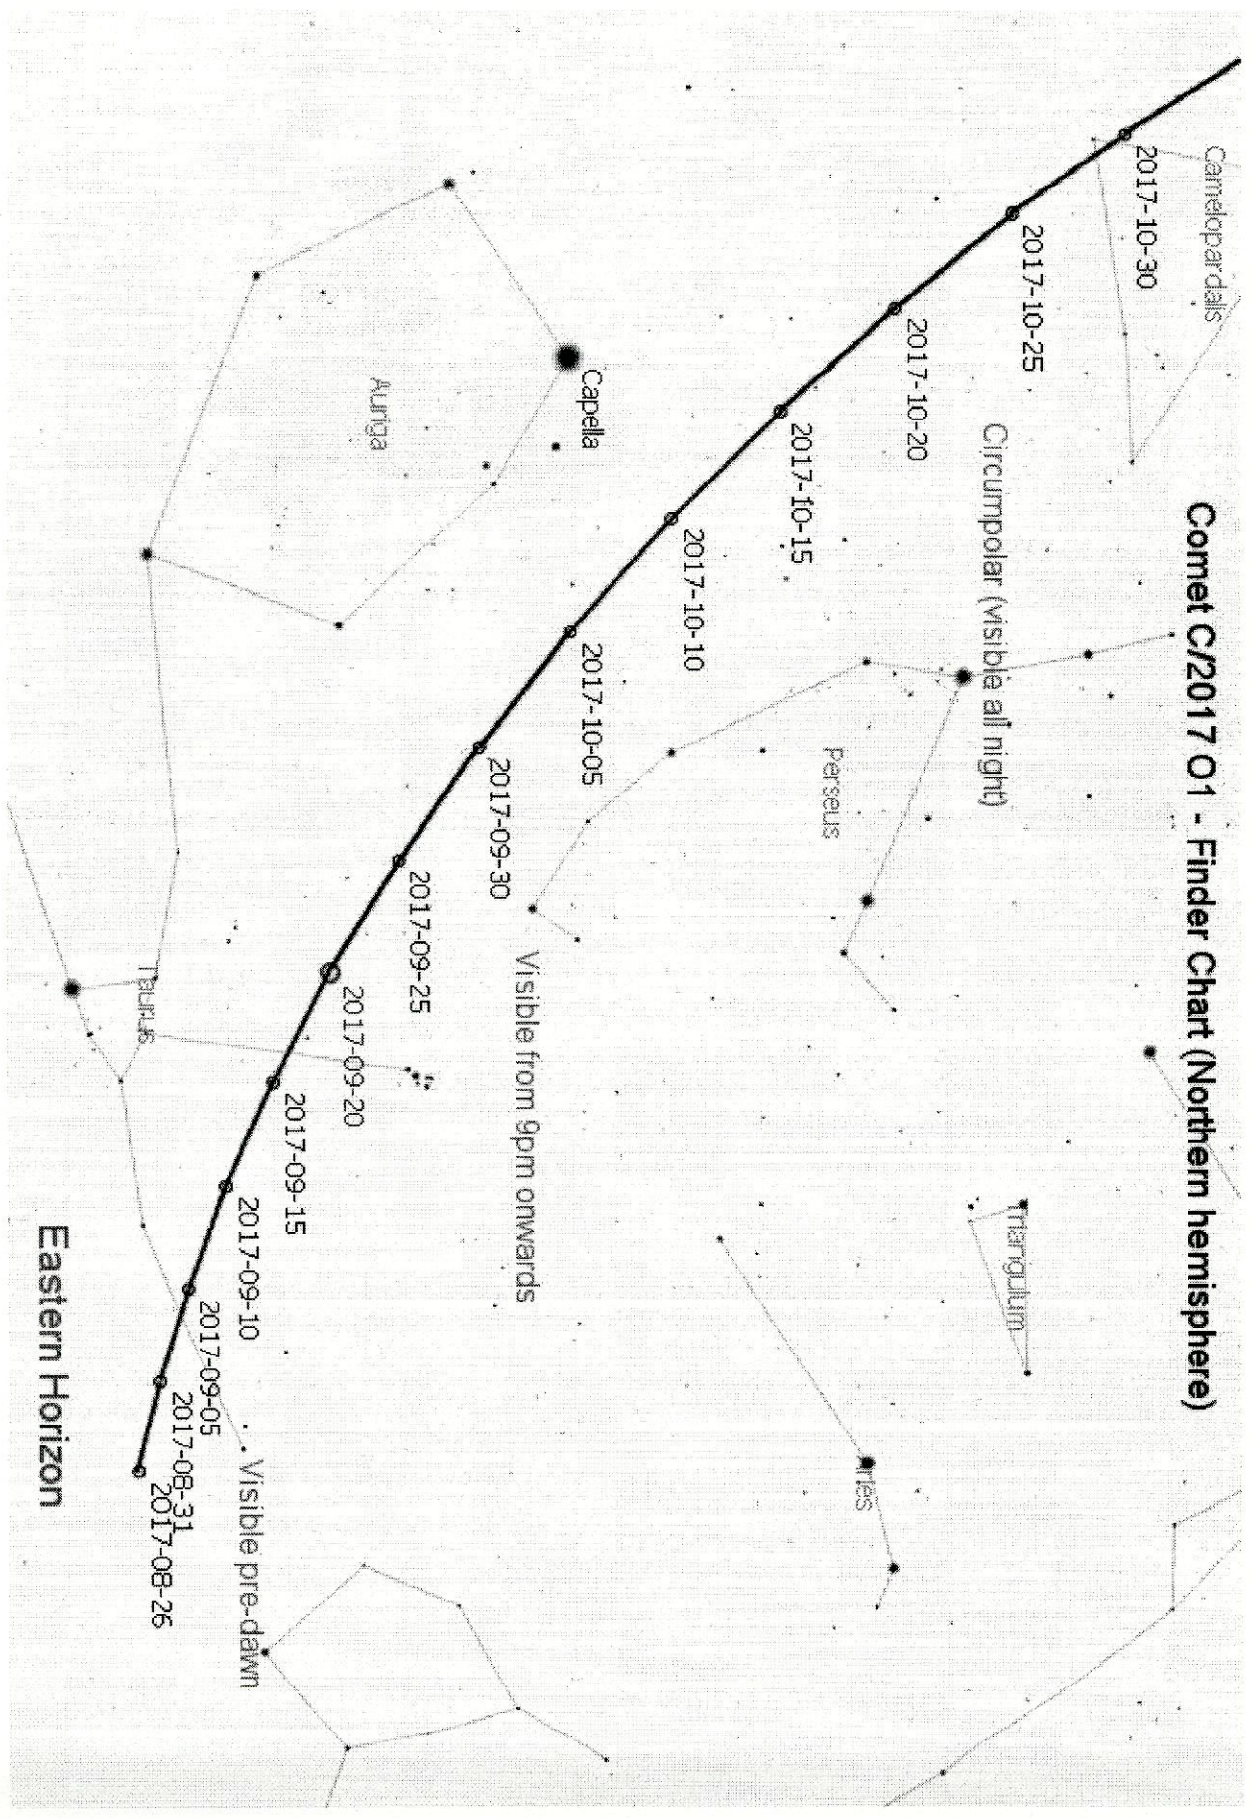 Comet C/2017 O1 - Finder Chart (Northern hemisphere)
Camelopardalis
2017-10-30
2017-10-25
2017-10-20
Circumpolar (visible all night)
2017-10-15
Capella
Auriga
2017-10-10
2017-10-05
Perseus
2017-09-30
2017-09-25
Visible from 9pm onwards
2017-09-20
Taurus
2017-09-15
Triangulum
2017-09-10
2017-09-05
Aries
2017-08-31
2017-08-26
Visible pre-dawn
Eastern Horizon